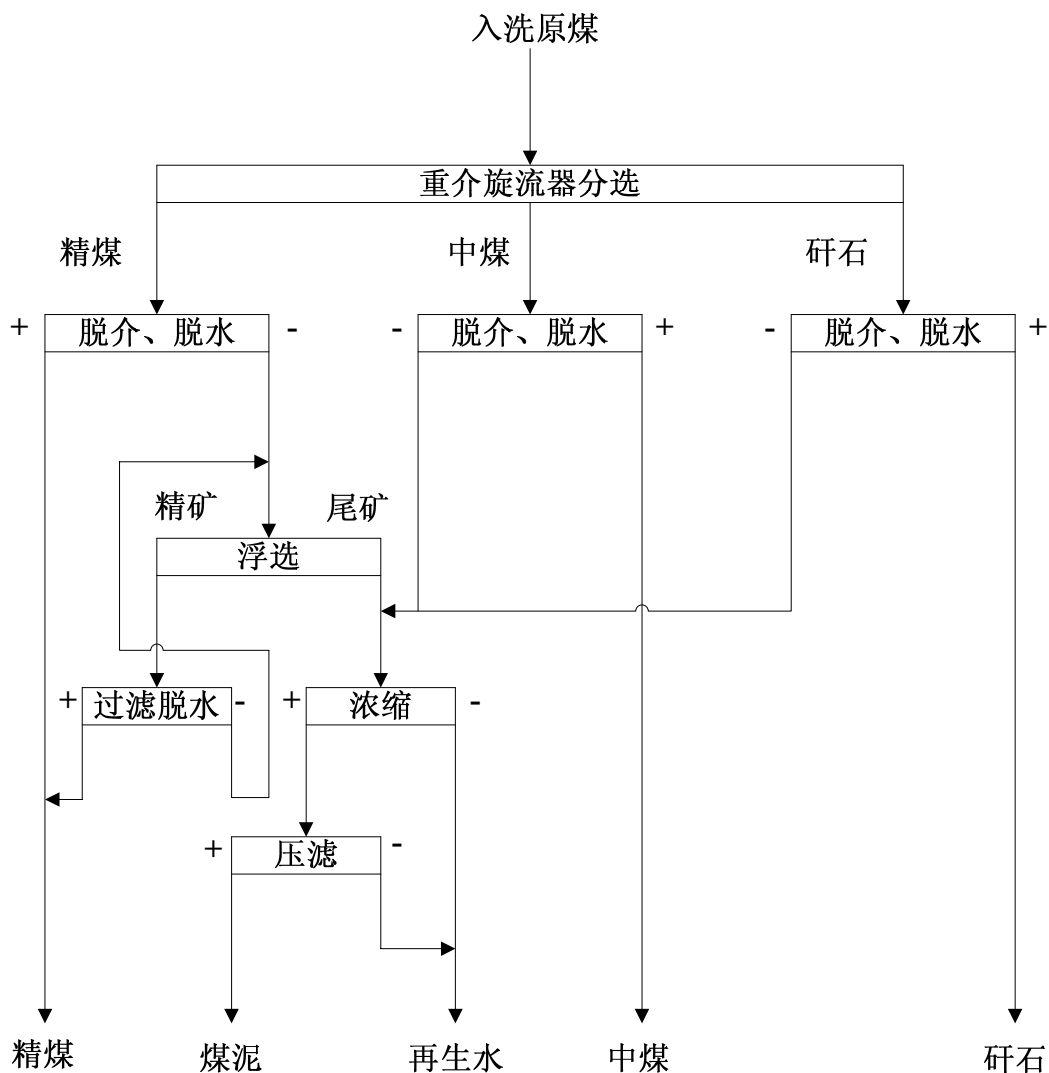 入洗原煤
重介旋流器分选
精煤
中煤
矸石
+ 脱介、脱水 -
- 脱介、脱水 +
- 脱介、脱水 +
精矿
尾矿
浮选
+ 过滤脱水 -
+ 浓缩 -
+ 压滤 -
精煤
煤泥
再生水
中煤
矸石